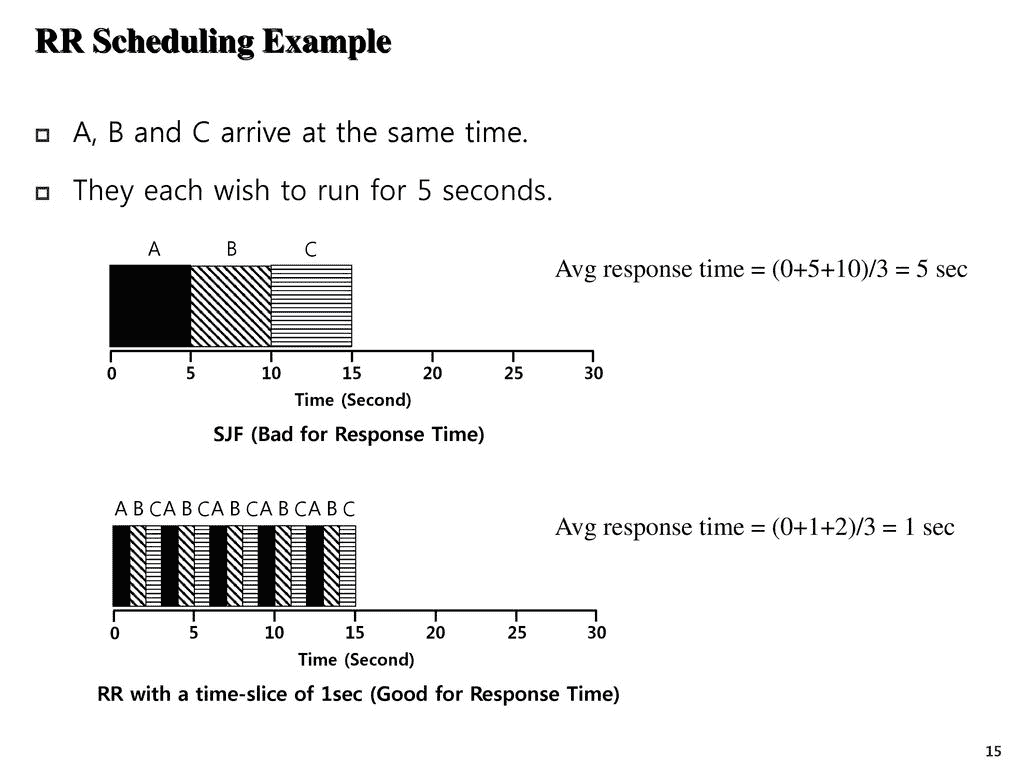 RR Scheduling Example
A, B and C arrive at the same time.
They each wish to run for 5 seconds.
A B C
Avg response time = (0+5+10)/3 = 5 sec
0 5 10 15 20 25 30
Time (Second)
SJF (Bad for Response Time)
A B CA B CA B CA B CA B C
Avg response time = (0+1+2)/3 = 1 sec
0 5 10 15 20 25 30
Time (Second)
RR with a time-slice of 1sec (Good for Response Time)
15